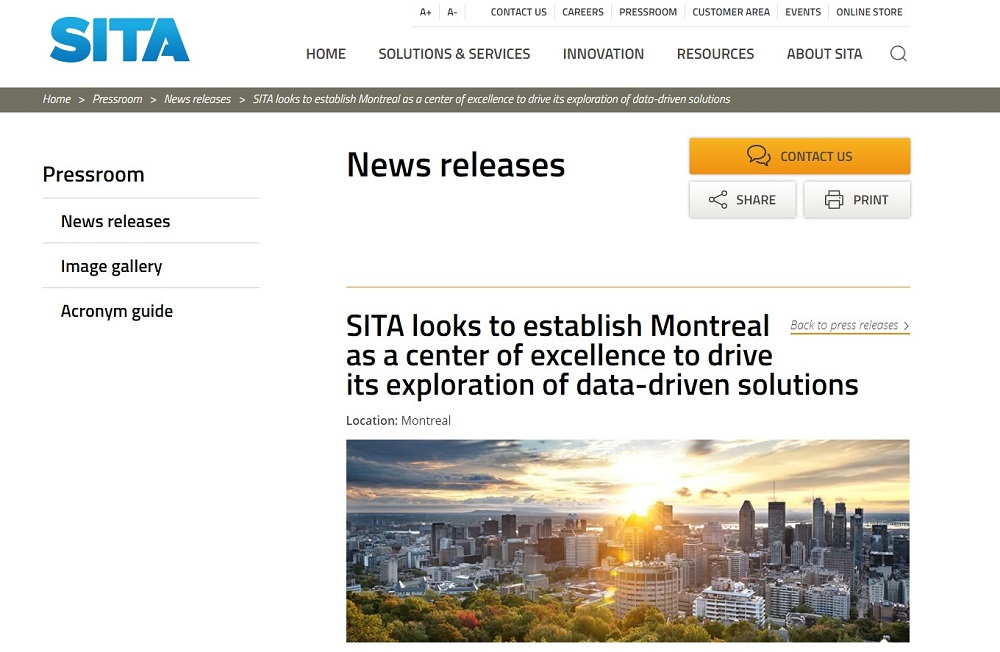 A+ A- CONTACT US CAREERS PRESSROOM CUSTOMER AREA EVENTS ONLINE STORE
SITA
HOME SOLUTIONS & SERVICES INNOVATION RESOURCES ABOUT SITA
Home > Pressroom > News releases > SITA looks to establish Montreal as a center of excellence to drive its exploration of data-driven solutions
Pressroom
News releases
Image gallery
Acronym guide
News releases
CONTACT US
SHARE PRINT
SITA looks to establish Montreal
as a center of excellence to drive
its exploration of data-driven solutions
Back to press releases >
Location: Montreal